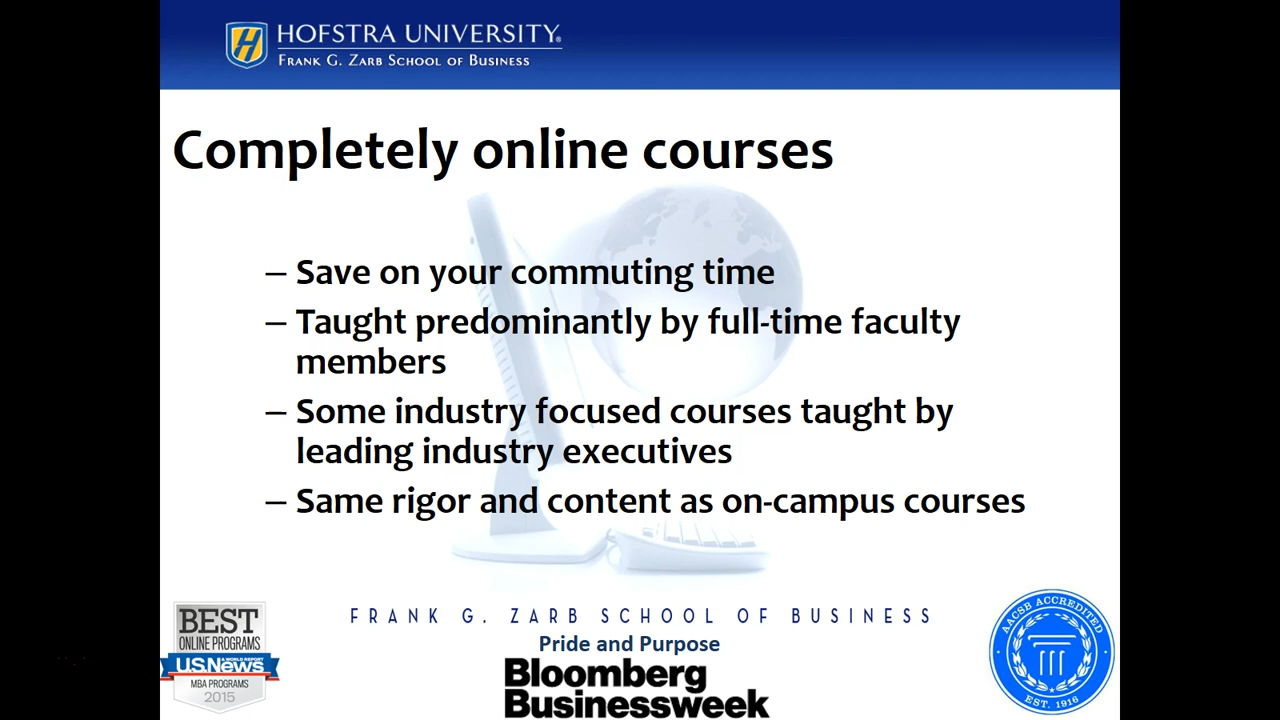 HOFSTRA UNIVERSITY®
FRANK G. ZARB SCHOOL OF BUSINESS
Completely online courses
– Save on your commuting time
– Taught predominantly by full-time faculty
members
– Some industry focused courses taught by
leading industry executives
– Same rigor and content as on-campus courses
FRANK G. ZARB SCHOOL OF BUSINESS
Pride and Purpose
Bloomberg
Businessweek
BEST
ONLINE PROGRAMS
U.S. News & WORLD REPORT
MBA PROGRAMS
2015
AACSB ACCREDITED
EST. 1916